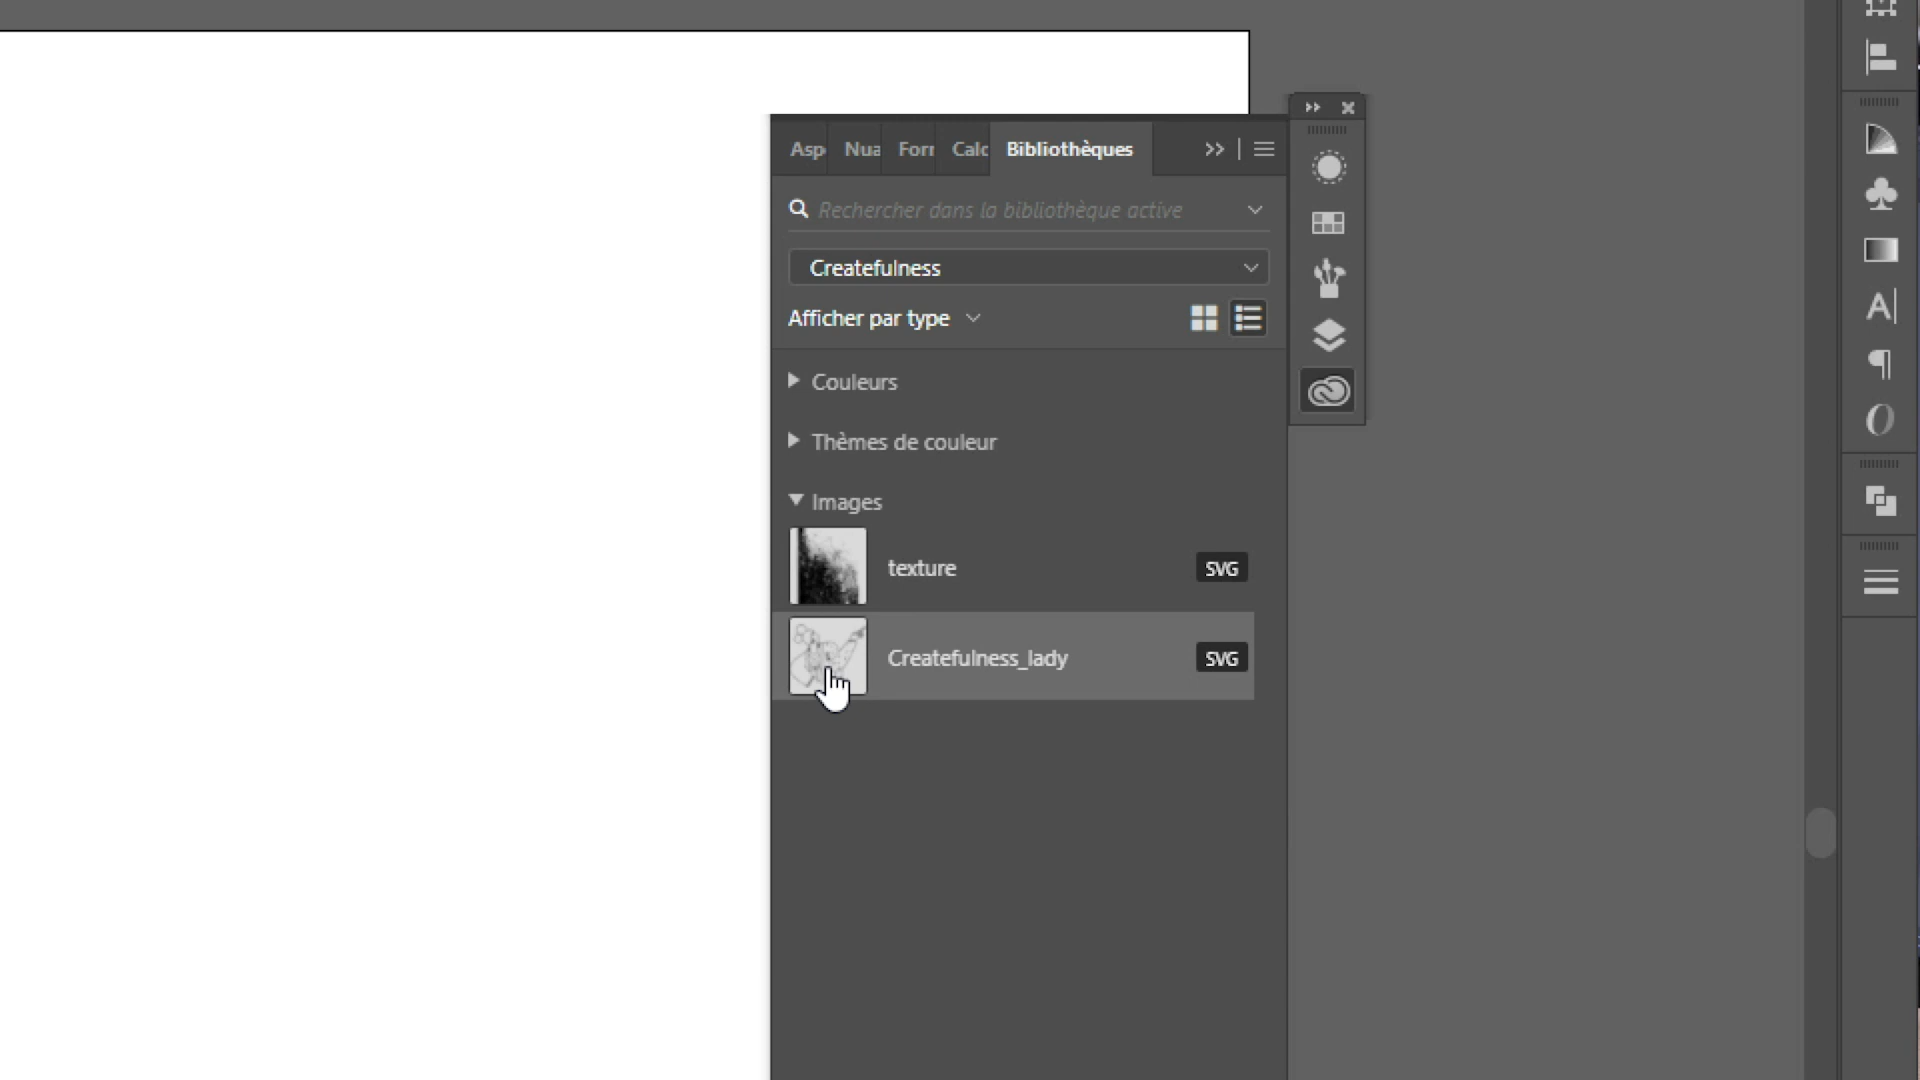 Asp Nua Forr Calc Bibliothèques
Rechercher dans la bibliothèque active
Createfulness
Afficher par type
Couleurs
Thèmes de couleur
Images
texture SVG
Createfulness_lady SVG